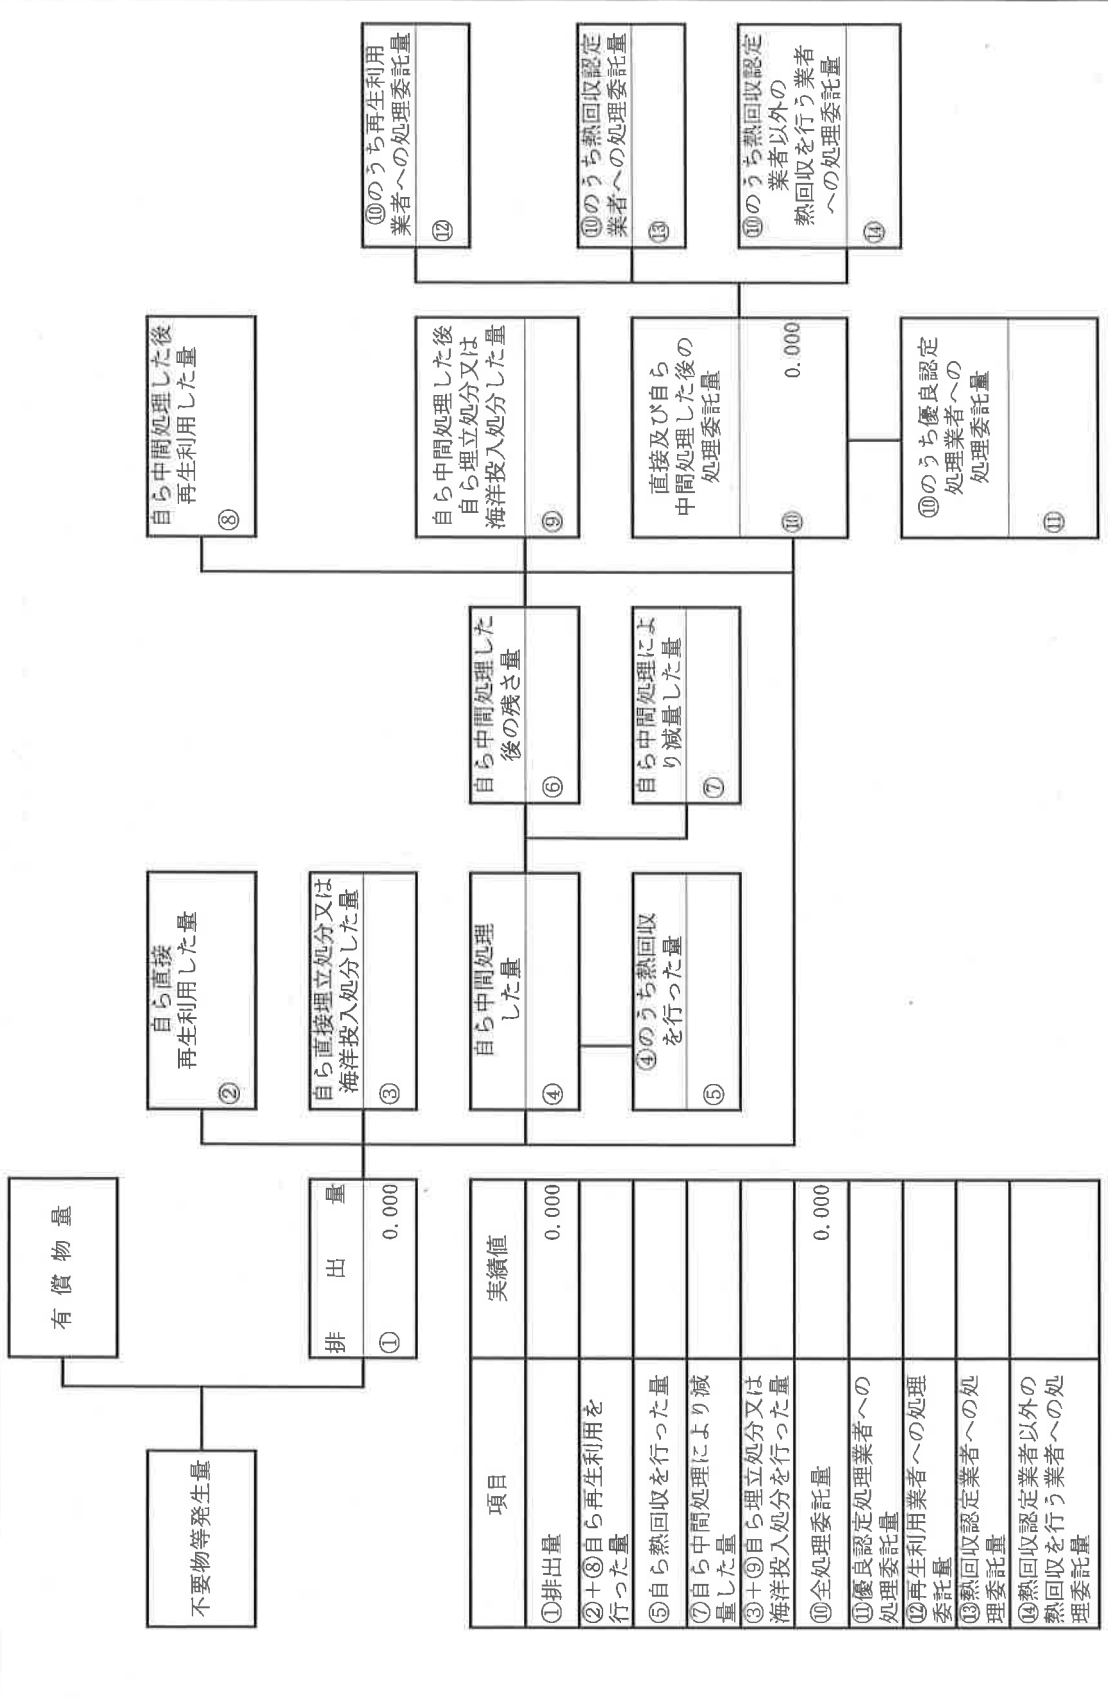 不要物等発生量
有償物量
排出量
① 0.000
自ら直接
再生利用した量
②
自ら直接埋立処分又は
海洋投入処分した量
③
自ら中間処理
した量
④
④のうち熱回収
を行った量
⑤
自ら中間処理した
後の残さ量
⑥
自ら中間処理によ
り減量した量
⑦
自ら中間処理した後
再生利用した量
⑧
自ら中間処理した後
自ら埋立処分又は
海洋投入処分した量
⑨
直接及び自ら
中間処理した後の
処理委託量
⑩ 0.000
⑩のうち優良認定
処理業者への
処理委託量
⑪
⑩のうち再生利用
業者への処理委託量
⑫
⑩のうち熱回収認定
業者への処理委託量
⑬
⑩のうち熱回収認定
業者以外の
熱回収を行う業者
への処理委託量
⑭
項目 実績値
①排出量 0.000
②+⑧自ら再生利用を
行った量
⑤自ら熱回収を行った量
⑦自ら中間処理により減
量した量
③+⑨自ら埋立処分又は
海洋投入処分を行った量
⑩全処理委託量 0.000
⑪優良認定処理業者への
処理委託量
⑫再生利用業者への処理
委託量
⑬熱回収認定業者への処
理委託量
⑭熱回収認定業者以外の
熱回収を行う業者への処
理委託量